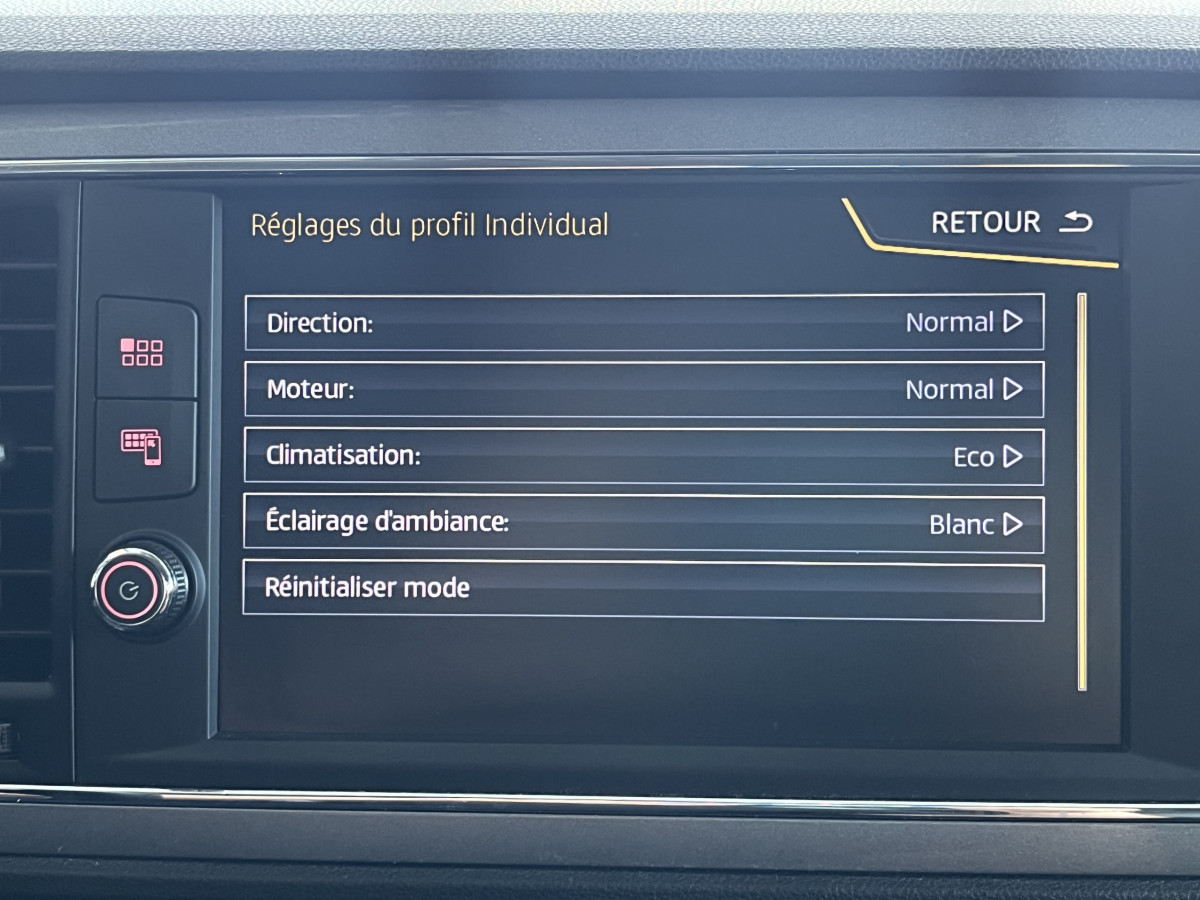 Réglages du profil Individual
RETOUR
Direction: Normal
Moteur: Normal
Climatisation: Eco
Éclairage d'ambiance: Blanc
Réinitialiser mode